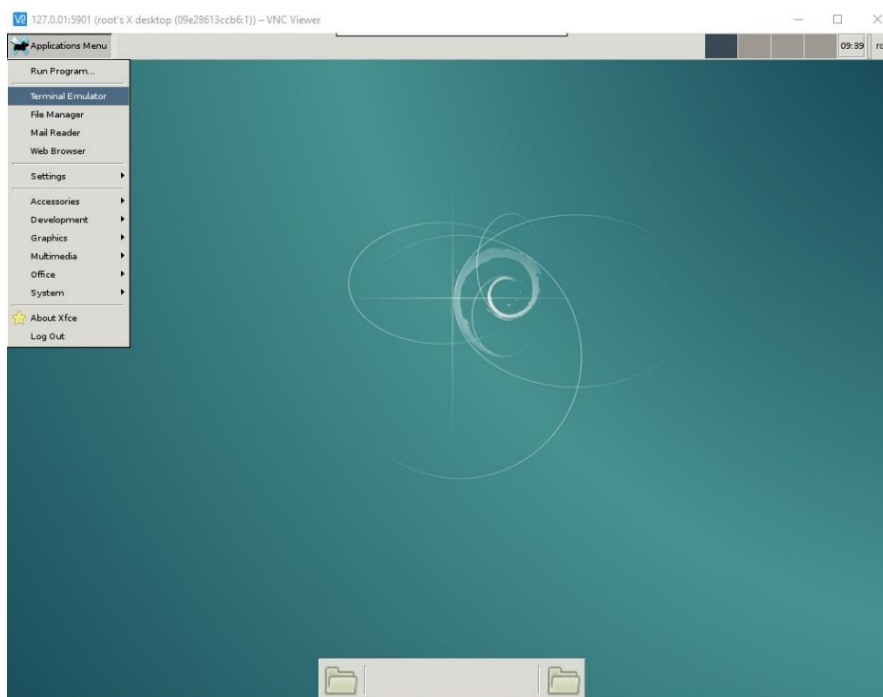 127.0.01:5901 (root's X desktop (09e28613ccb6:1)) – VNC Viewer
Applications Menu
09:39
Run Program...
Terminal Emulator
File Manager
Mail Reader
Web Browser
Settings
Accessories
Development
Graphics
Multimedia
Office
System
About Xfce
Log Out